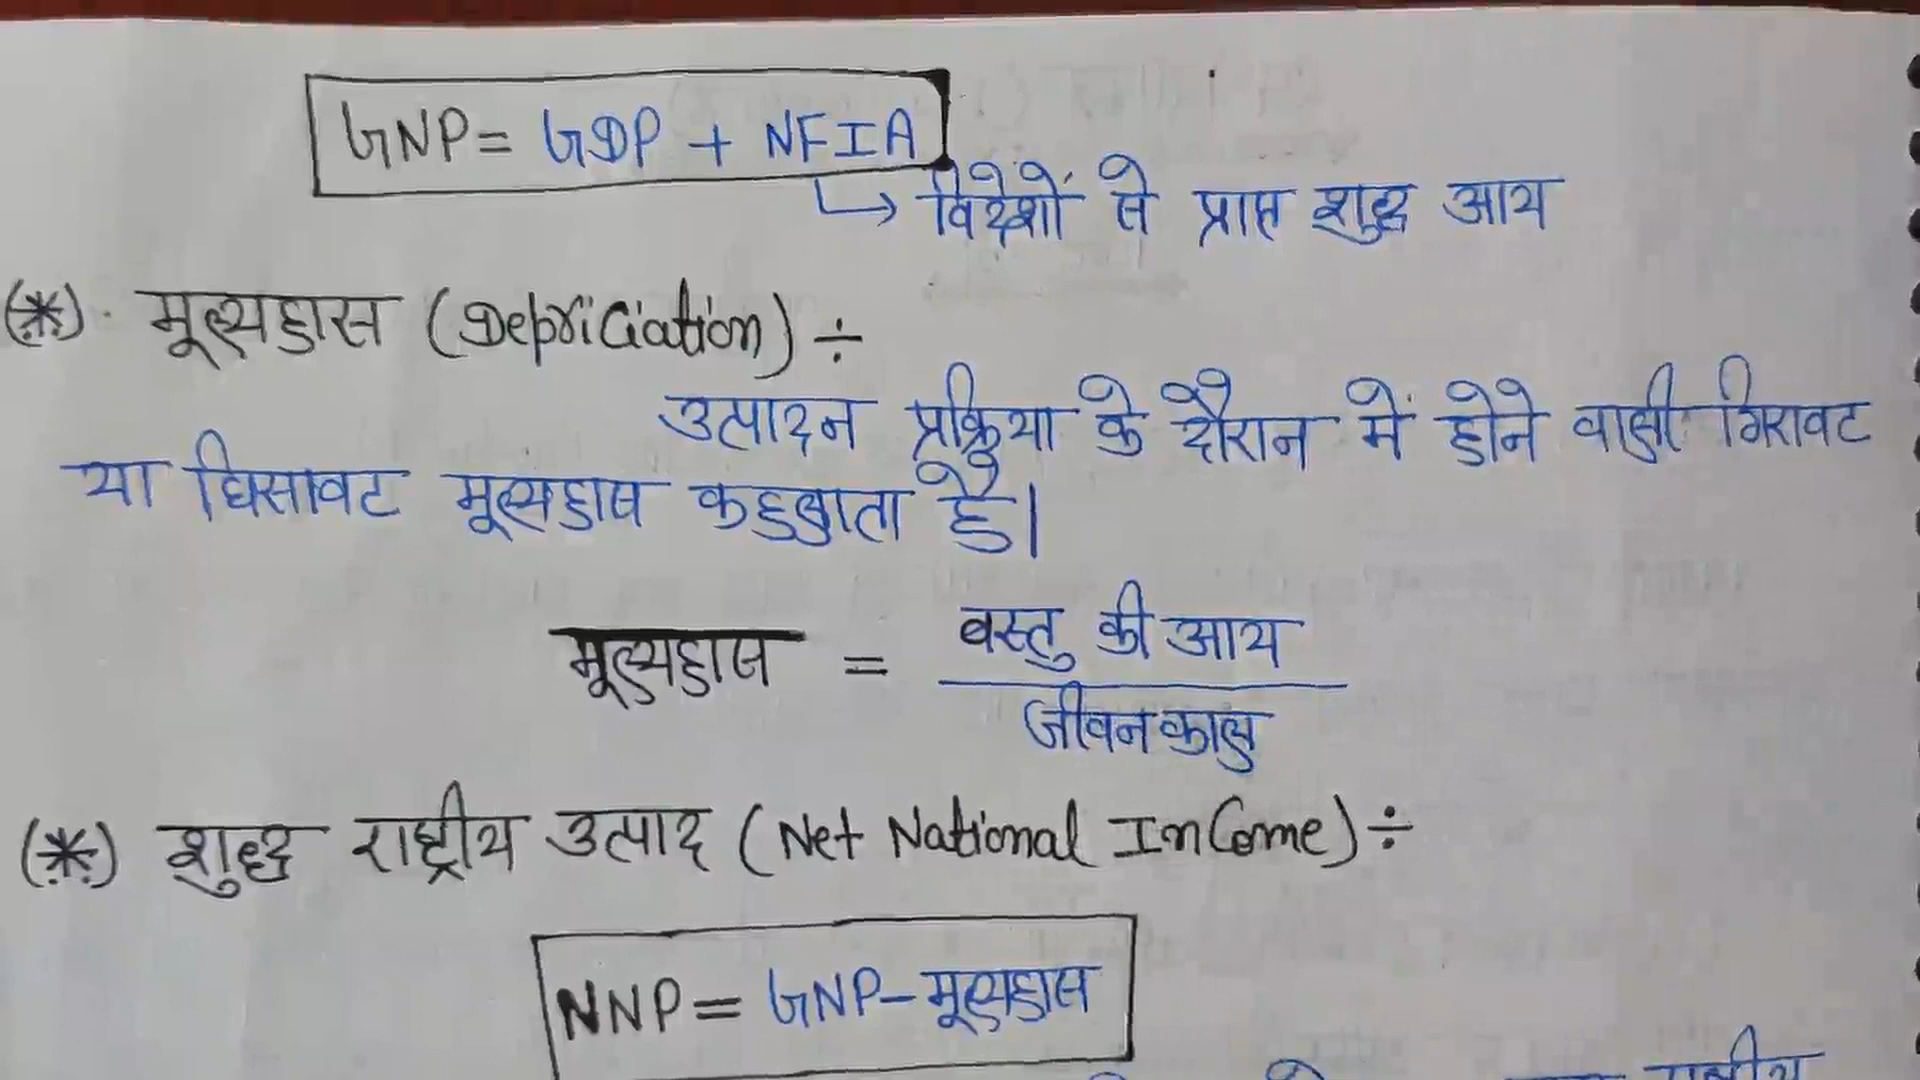 GNP = GDP + NFIA
↳ विदेशों से प्राप्त शुद्ध आय
(※). मूल्यह्रास (Depriciation) ÷
उत्पादन प्रक्रिया के दौरान में होने वाली गिरावट
या घिसावट मूल्यह्रास कहलाता है।
मूल्यह्रास = वस्तु की आय
जीवनकाल
(※) शुद्ध राष्ट्रीय उत्पाद (Net National InCome) ÷
NNP = GNP - मूल्यह्रास